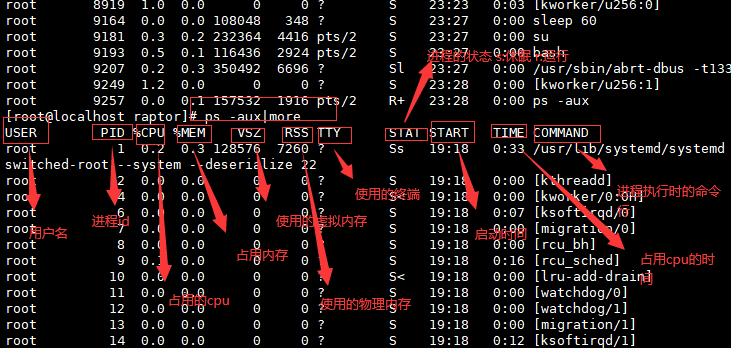 root 8919 1.0 0.0 0 0 ? S 23:23 0:03 [kworker/u256:0]
root 9164 0.0 0.0 108048 348 ? S 23:27 0:00 sleep 60
root 9181 0.3 0.2 232364 4416 pts/2 S 23:27 0:00 su
root 9193 0.5 0.1 116436 2924 pts/2 S 23:27 0:00 bash
进程的状态 s:休眠 r:运行
root 9207 0.2 0.3 350492 6696 ? Sl 23:27 0:00 /usr/sbin/abrt-dbus -t133
root 9249 1.2 0.0 0 0 ? S 23:28 0:00 [kworker/u256:1]
root 9257 0.0 0.1 157532 1916 pts/2 R+ 23:28 0:00 ps -aux
[root@localhost raptor]# ps -aux|more
USER PID %CPU %MEM VSZ RSS TTY STAT START TIME COMMAND
root 1 0.2 0.3 128576 7260 ? Ss 19:18 0:33 /usr/lib/systemd/systemd
switched-root --system --deserialize 22
root 2 0.0 0.0 0 0 ? S 19:18 0:00 [kthreadd]
使用的终端
进程执行时的命令行
root 4 0.0 0.0 0 0 ? S< 19:18 0:00 [kworker/0:0H]
root 6 0.0 0.0 0 0 ? S 19:18 0:07 [ksoftirqd/0]
进程id
使用的虚拟内存
用户名
启动时间
root 7 0.0 0.0 0 0 ? S 19:18 0:00 [migration/0]
root 8 0.0 0.0 0 0 ? S 19:18 0:00 [rcu_bh]
占用内存
占用cpu的时间
root 9 0.1 0.0 0 0 ? S 19:18 0:16 [rcu_sched]
root 10 0.0 0.0 0 0 ? S< 19:18 0:00 [lru-add-drain]
root 11 0.0 0.0 0 0 ? S 19:18 0:00 [watchdog/0]
占用的cpu
使用的物理内存
root 12 0.0 0.0 0 0 ? S 19:18 0:00 [watchdog/1]
root 13 0.0 0.0 0 0 ? S 19:18 0:00 [migration/1]
root 14 0.0 0.0 0 0 ? S 19:18 0:12 [ksoftirqd/1]